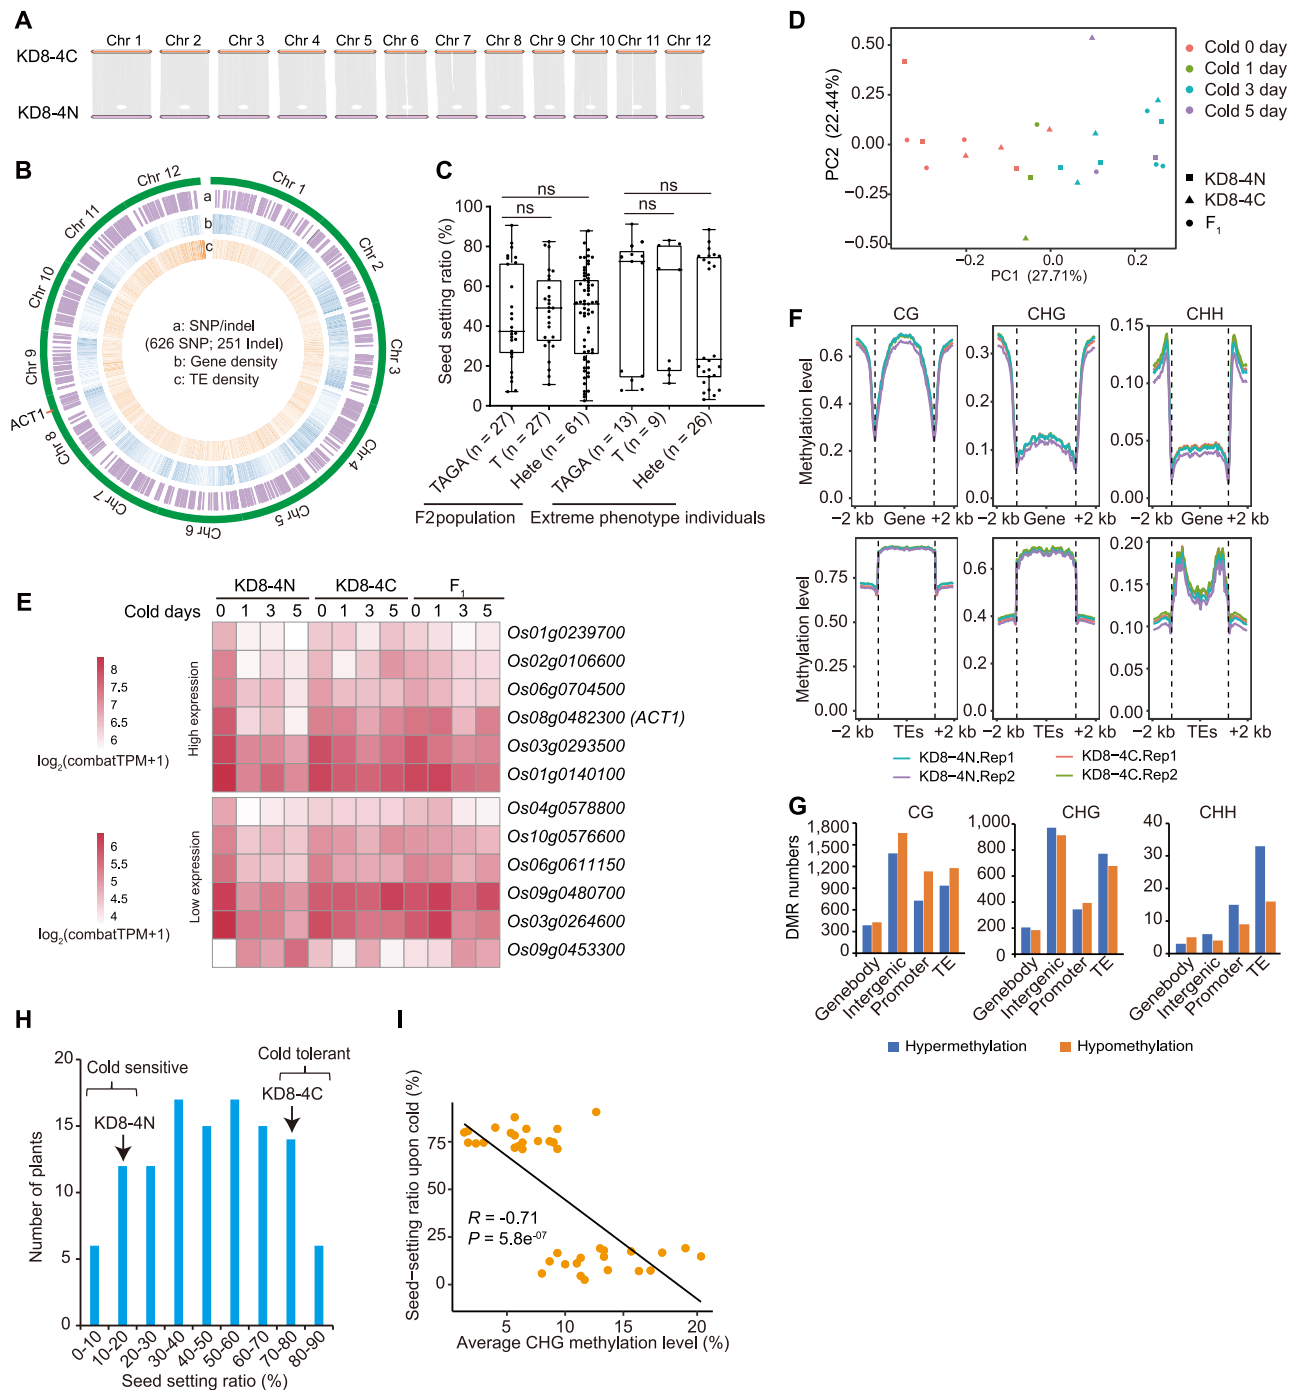 A
Chr 1 Chr 2 Chr 3 Chr 4 Chr 5 Chr 6 Chr 7 Chr 8 Chr 9 Chr 10 Chr 11 Chr 12
KD8-4C
KD8-4N
B
Chr 1
Chr 2
Chr 3
Chr 4
Chr 5
Chr 6
Chr 7
Chr 8
Chr 9
Chr 10
Chr 11
Chr 12
ACT1
a
b
c
a: SNP/indel
(626 SNP; 251 Indel)
b: Gene density
c: TE density
C
ns ns
ns ns
Seed setting ratio (%)
100
80
60
40
20
0
TAGA (n = 27)
T (n = 27)
Hete (n = 61)
TAGA (n = 13)
T (n = 9)
Hete (n = 26)
F2population Extreme phenotype individuals
D
PC2 (22.44%)
0.50
0.25
0.00
−0.25
−0.50
−0.2 0.0 0.2
PC1 (27.71%)
Cold 0 day
Cold 1 day
Cold 3 day
Cold 5 day
KD8-4N
KD8-4C
F1
E
KD8-4N KD8-4C F1
Cold days 0 1 3 5 0 1 3 5 0 1 3 5
8
7.5
7
6.5
6
log2(combatTPM+1)
High expression
Os01g0239700
Os02g0106600
Os06g0704500
Os08g0482300 (ACT1)
Os03g0293500
Os01g0140100
6
5.5
5
4.5
4
log2(combatTPM+1)
Low expression
Os04g0578800
Os10g0576600
Os06g0611150
Os09g0480700
Os03g0264600
Os09g0453300
F
CG CHG CHH
Methylation level
0.6
0.4
0.2
0.0
0.3
0.2
0.1
0.0
0.15
0.10
0.05
0.00
−2 kb Gene +2 kb −2 kb Gene +2 kb −2 kb Gene +2 kb
Methylation level
0.75
0.50
0.25
0.00
0.6
0.4
0.2
0.0
0.20
0.15
0.10
0.05
0.00
−2 kb TEs +2 kb −2 kb TEs +2 kb −2 kb TEs +2 kb
KD8−4N.Rep1 KD8−4C.Rep1
KD8−4N.Rep2 KD8−4C.Rep2
G
CG CHG CHH
DMR numbers
1,800
1,500
1,200
900
600
300
0
1,000
800
600
400
200
0
40
30
20
10
0
Genebody Intergenic Promoter TE
Genebody Intergenic Promoter TE
Genebody Intergenic Promoter TE
Hypermethylation Hypomethylation
H
Number of plants
20
15
10
5
0
Cold sensitive
KD8-4N
Cold tolerant
KD8-4C
0-10 10-20 20-30 30-40 40-50 50-60 60-70 70-80 80-90
Seed setting ratio (%)
I
Seed−setting ratio upon cold (%)
75
50
25
0
R = -0.71
P = 5.8e-07
5 10 15 20
Average CHG methylation level (%)